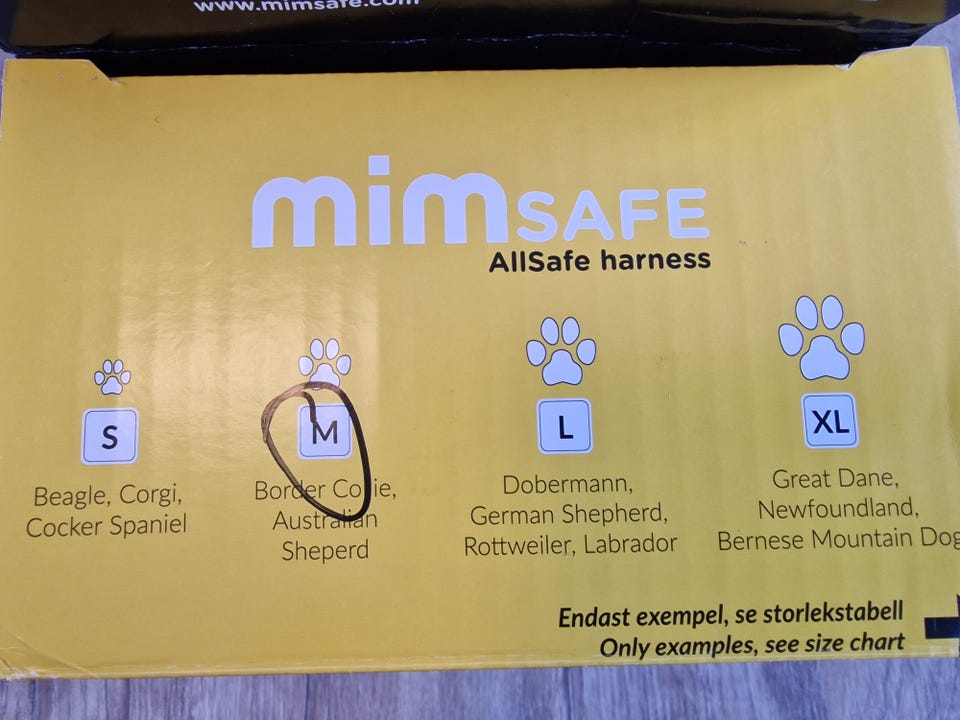 www.mimsafe.com
mimSAFE
AllSafe harness
S
M
L
XL
Beagle, Corgi,
Cocker Spaniel
Border Collie,
Australian
Sheperd
Dobermann,
German Shepherd,
Rottweiler, Labrador
Great Dane,
Newfoundland,
Bernese Mountain Dog
Endast exempel, se storlekstabell
Only examples, see size chart